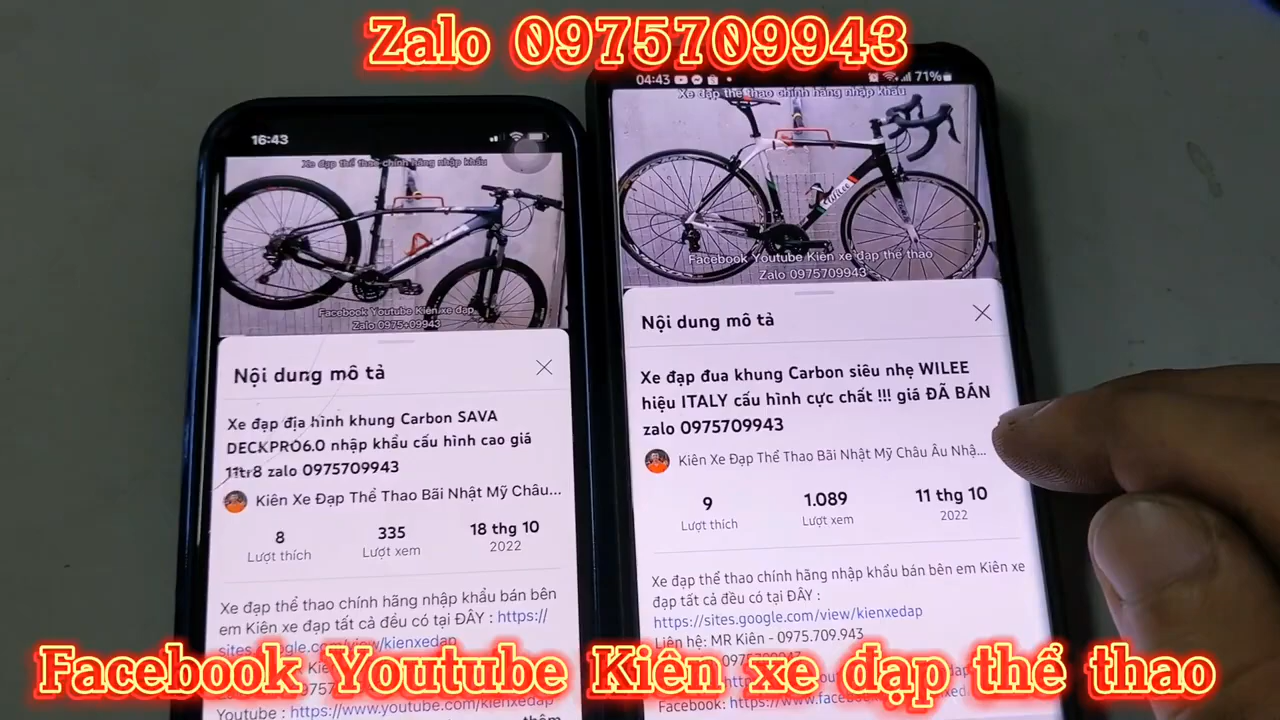 Zalo 0975709943
16:43
Xe đạp thể thao chính hãng nhập khẩu
Facebook Youtube Kiên xe đạp
Zalo 0975709943
Nội dung mô tả
Xe đạp địa hình khung Carbon SAVA
DECKPRO6.0 nhập khẩu cấu hình cao giá
11tr8 zalo 0975709943
Kiên Xe Đạp Thể Thao Bãi Nhật Mỹ Châu...
8
335
18 thg 10
Lượt thích
Lượt xem
2022
Xe đạp thể thao chính hãng nhập khẩu bán bên
em Kiên xe đạp tất cả đều có tại ĐÂY : https://
sites.google.com/view/kienxedap
Youtube : https://www.youtube.com/kienxedap
04:43
71%
Xe đạp thể thao chính hãng nhập khẩu
WILEE
Facebook Youtube Kiên xe đạp thể thao
Zalo 0975709943
Nội dung mô tả
Xe đạp đua khung Carbon siêu nhẹ WILEE
hiệu ITALY cấu hình cực chất !!! giá ĐÃ BÁN
zalo 0975709943
Kiên Xe Đạp Thể Thao Bãi Nhật Mỹ Châu Âu Nhậ...
9
1.089
11 thg 10
Lượt thích
Lượt xem
2022
Xe đạp thể thao chính hãng nhập khẩu bán bên em Kiên xe
đạp tất cả đều có tại ĐÂY :
https://sites.google.com/view/kienxedap
Liên hệ: MR Kiên - 0975.709.943
Facebook: https://www.facebook
Facebook Youtube Kiên xe đạp thể thao